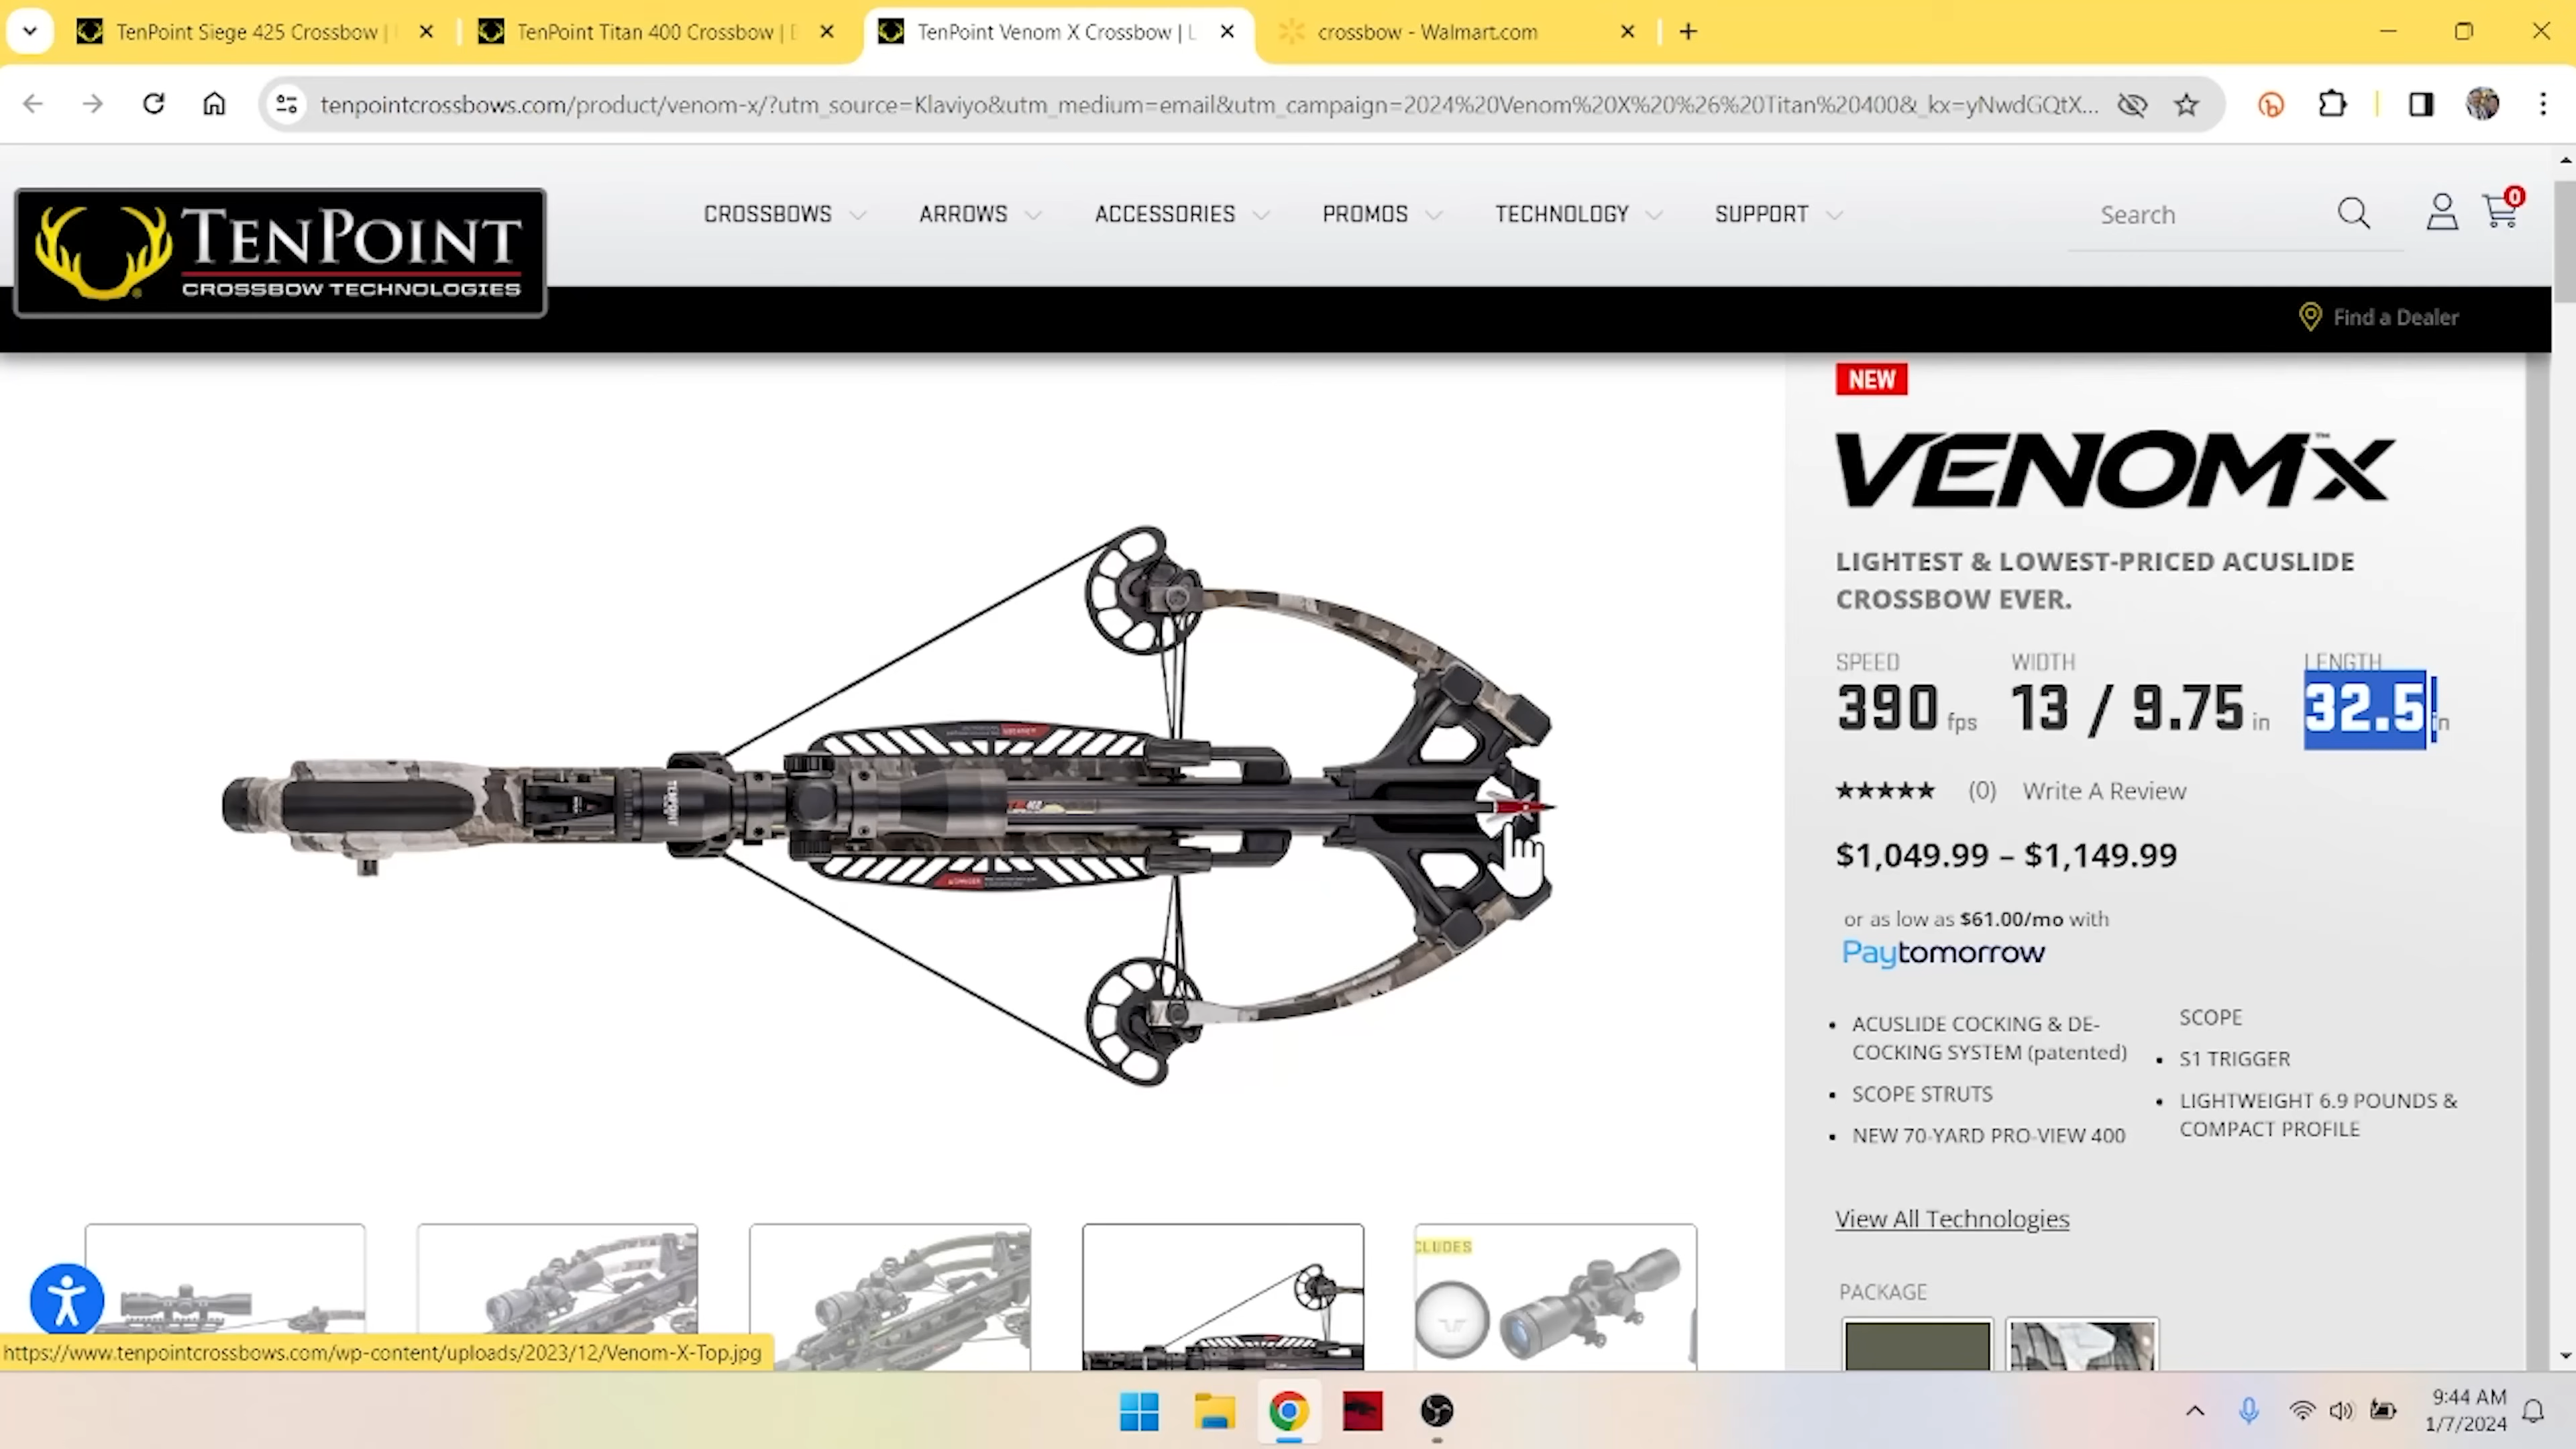 TenPoint Siege 425 Crossbow |
TenPoint Titan 400 Crossbow |
TenPoint Venom X Crossbow | L
crossbow - Walmart.com
tenpointcrossbows.com/product/venom-x/?utm_source=Klaviyo&utm_medium=email&utm_campaign=2024%20Venom%20X%20%26%20Titan%20400&_kx=yNwdGQtX...
TENPOINT
CROSSBOW TECHNOLOGIES
CROSSBOWS
ARROWS
ACCESSORIES
PROMOS
TECHNOLOGY
SUPPORT
Search
0
Find a Dealer
NEW
VENOM X™
LIGHTEST & LOWEST-PRICED ACUSLIDE
CROSSBOW EVER.
SPEED WIDTH LENGTH
390 fps 13 / 9.75 in 32.5 in
★★★★★ (0) Write A Review
$1,049.99 – $1,149.99
or as low as $61.00/mo with
Paytomorrow
• ACUSLIDE COCKING & DE-
COCKING SYSTEM (patented)
• SCOPE STRUTS
• NEW 70-YARD PRO-VIEW 400
SCOPE
• S1 TRIGGER
• LIGHTWEIGHT 6.9 POUNDS &
COMPACT PROFILE
View All Technologies
PACKAGE
TENPOINT
CLUDES
https://www.tenpointcrossbows.com/wp-content/uploads/2023/12/Venom-X-Top.jpg
9:44 AM
1/7/2024